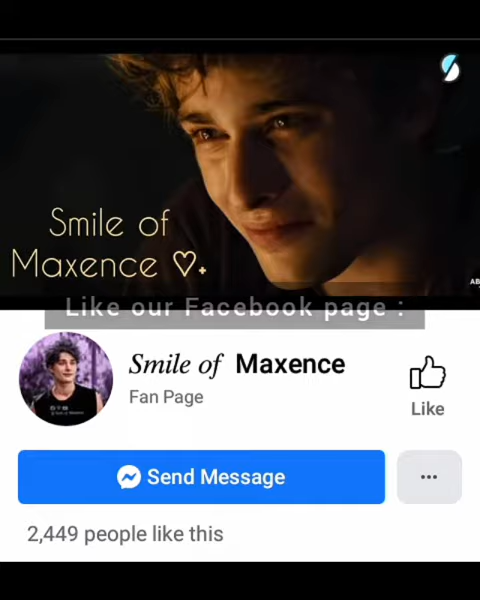 Smile of
Maxence ♡₊
AB
Like our Facebook page :
Smile of Maxence
Fan Page
Like
Send Message
...
2,449 people like this